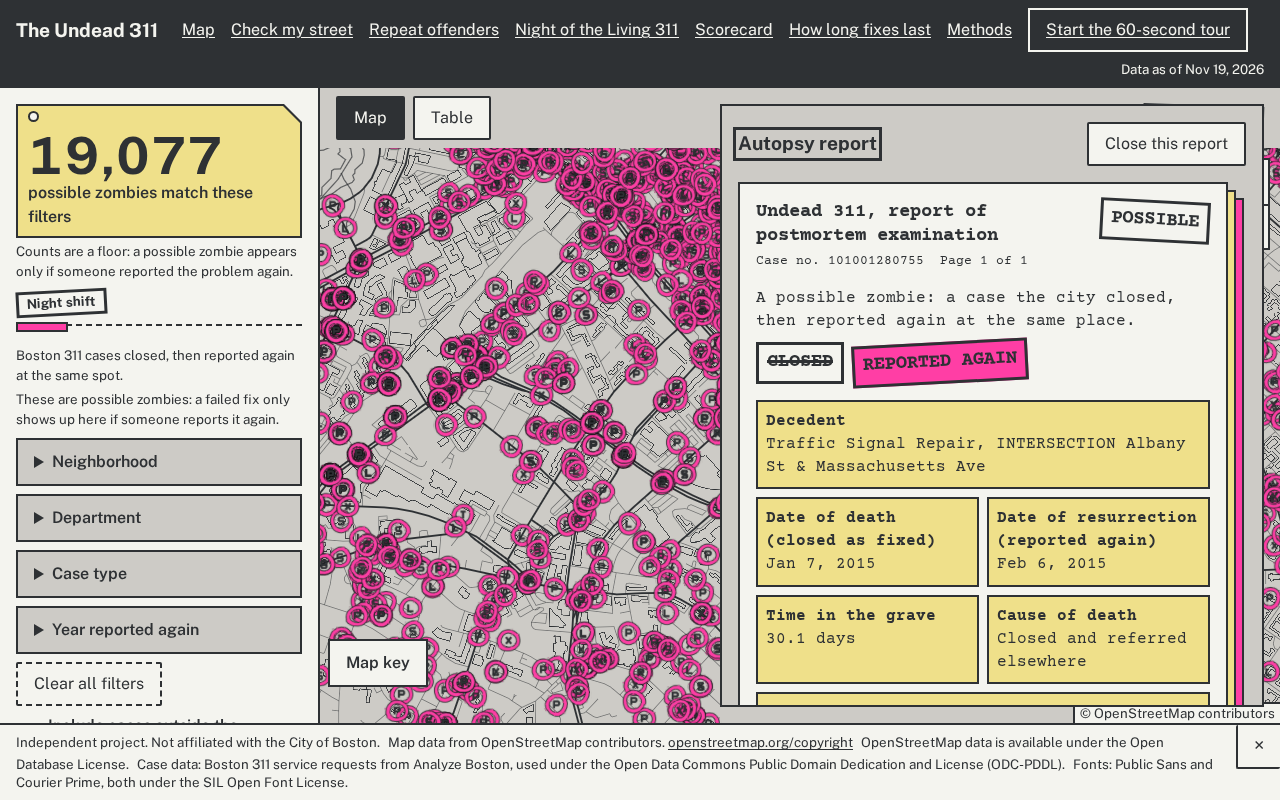 The Undead 311
Map
Check my street
Repeat offenders
Night of the Living 311
Scorecard
How long fixes last
Methods
Start the 60-second tour
Data as of Nov 19, 2026
19,077
possible zombies match these
filters
Counts are a floor: a possible zombie appears
only if someone reported the problem again.
Night shift
Boston 311 cases closed, then reported again
at the same spot.
These are possible zombies: a failed fix only
shows up here if someone reports it again.
Neighborhood
Department
Case type
Year reported again
Clear all filters
Map
Table
Map key
Autopsy report
Close this report
Undead 311, report of
postmortem examination
POSSIBLE
Case no. 101001280755 Page 1 of 1
A possible zombie: a case the city closed,
then reported again at the same place.
CLOSED
REPORTED AGAIN
Decedent
Traffic Signal Repair, INTERSECTION Albany
St & Massachusetts Ave
Date of death
(closed as fixed)
Jan 7, 2015
Date of resurrection
(reported again)
Feb 6, 2015
Time in the grave
30.1 days
Cause of death
Closed and referred
elsewhere
© OpenStreetMap contributors
Independent project. Not affiliated with the City of Boston. Map data from OpenStreetMap contributors. openstreetmap.org/copyright OpenStreetMap data is available under the Open
Database License. Case data: Boston 311 service requests from Analyze Boston, used under the Open Data Commons Public Domain Dedication and License (ODC-PDDL). Fonts: Public Sans and
Courier Prime, both under the SIL Open Font License.
×